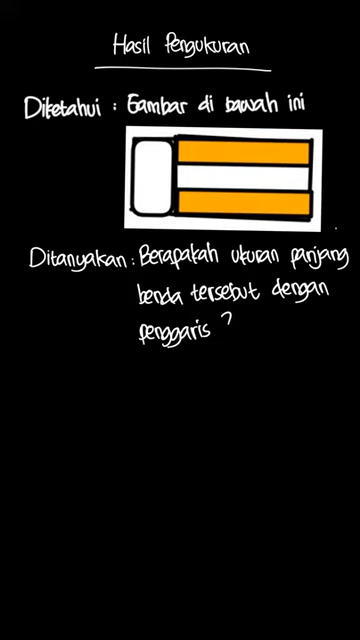 Hasil Pengukuran
Diketahui : Gambar di bawah ini
Ditanyakan : Berapakah ukuran panjang
benda tersebut dengan
penggaris ?